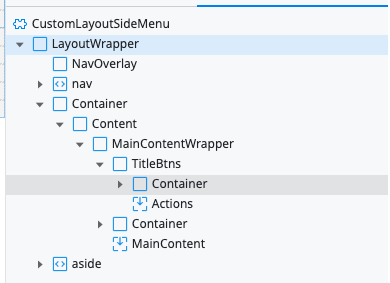 CustomLayoutSideMenu
LayoutWrapper
NavOverlay
nav
Container
Content
MainContentWrapper
TitleBtns
Container
Actions
Container
MainContent
aside